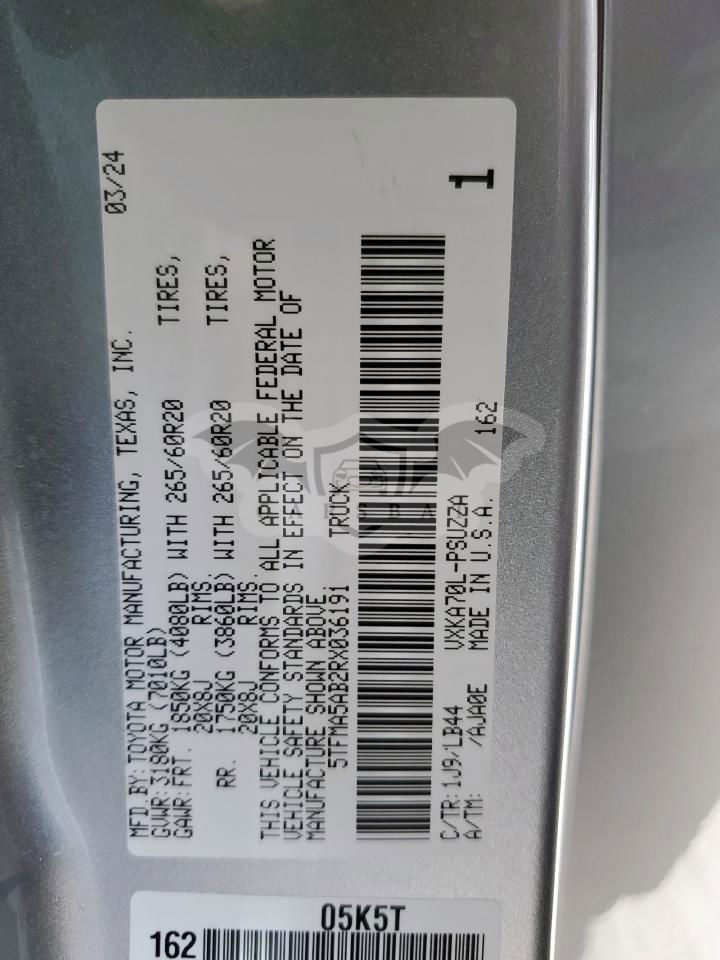 03/24
MFD BY: TOYOTA MOTOR MANUFACTURING, TEXAS, INC.
GVWR: 3180KG (7010LB)
GAWR: FRT. 1850KG (4080LB) WITH 265/60R20 TIRES,
20X8J RIMS.
RR. 1750KG (3860LB) WITH 265/60R20 TIRES,
20X8J RIMS.
THIS VEHICLE CONFORMS TO ALL APPLICABLE FEDERAL MOTOR
VEHICLE SAFETY STANDARDS IN EFFECT ON THE DATE OF
MANUFACTURE SHOWN ABOVE
5TFMA5AB2RX036191 TRUCK
C/TR: 1J9/LB44 VXKA70L-PSUZZA 162 1
A/TM: /AJA0E MADE IN U.S.A.
05K5T
162